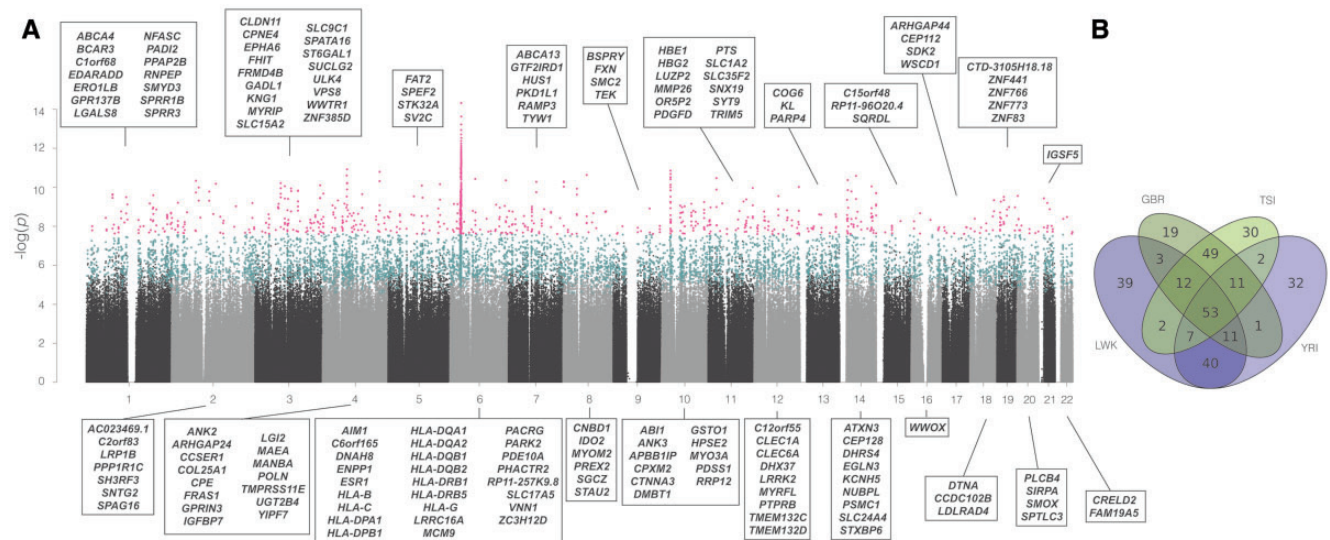 A
B
ABCA4 NFASC
BCAR3 PADI2
C1orf68 PPAP2B
EDARADD RNPEP
ERO1LB SMYD3
GPR137B SPRR1B
LGALS8 SPRR3
CLDN11 SLC9C1
CPNE4 SPATA16
EPHA6 ST6GAL1
FHIT SUCLG2
FRMD4B ULK4
GADL1 VPS8
KNG1 WWTR1
MYRIP ZNF385D
SLC15A2
FAT2
SPEF2
STK32A
SV2C
ABCA13
GTF2IRD1
HUS1
PKD1L1
RAMP3
TYW1
BSPRY
FXN
SMC2
TEK
HBE1 PTS
HBG2 SLC1A2
LUZP2 SLC35F2
MMP26 SNX19
OR5P2 SYT9
PDGFD TRIM5
COG6
KL
PARP4
C15orf48
RP11-96O20.4
SQRDL
ARHGAP44
CEP112
SDK2
WSCD1
CTD-3105H18.18
ZNF441
ZNF766
ZNF773
ZNF83
IGSF5
-log(p)
14
12
10
8
6
4
2
0
1 2 3 4 5 6 7 8 9 10 11 12 13 14 15 16 17 18 19 20 21 22
AC023469.1
C2orf83
LRP1B
PPP1R1C
SH3RF3
SNTG2
SPAG16
ANK2 LGI2
ARHGAP24 MAEA
CCSER1 MANBA
COL25A1 POLN
CPE TMPRSS11E
FRAS1 UGT2B4
GPRIN3 YIPF7
IGFBP7
AIM1 HLA-DQA1 PACRG
C6orf165 HLA-DQA2 PARK2
DNAH8 HLA-DQB1 PDE10A
ENPP1 HLA-DQB2 PHACTR2
ESR1 HLA-DRB1 RP11-257K9.8
HLA-B HLA-DRB5 SLC17A5
HLA-C HLA-G VNN1
HLA-DPA1 LRRC16A ZC3H12D
HLA-DPB1 MCM9
CNBD1
IDO2
MYOM2
PREX2
SGCZ
STAU2
ABI1 GSTO1
ANK3 HPSE2
APBB1IP MYO3A
CPXM2 PDSS1
CTNNA3 RRP12
DMBT1
C12orf55
CLEC1A
CLEC6A
DHX37
LRRK2
MYRFL
PTPRB
TMEM132C
TMEM132D
ATXN3
CEP128
DHRS4
EGLN3
KCNH5
NUBPL
PSMC1
SLC24A4
STXBP6
WWOX
DTNA
CCDC102B
LDLRAD4
PLCB4
SIRPA
SMOX
SPTLC3
CRELD2
FAM19A5
GBR TSI
19 30
3 49 2
39 12 11 32
53
2 7 11 1
LWK 40 YRI